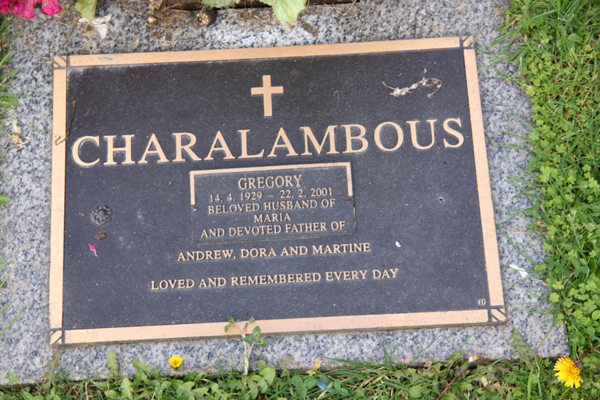 CHARALAMBOUS
GREGORY
14. 4. 1929 - 22. 2. 2001
BELOVED HUSBAND OF
MARIA
AND DEVOTED FATHER OF
ANDREW, DORA AND MARTINE
LOVED AND REMEMBERED EVERY DAY